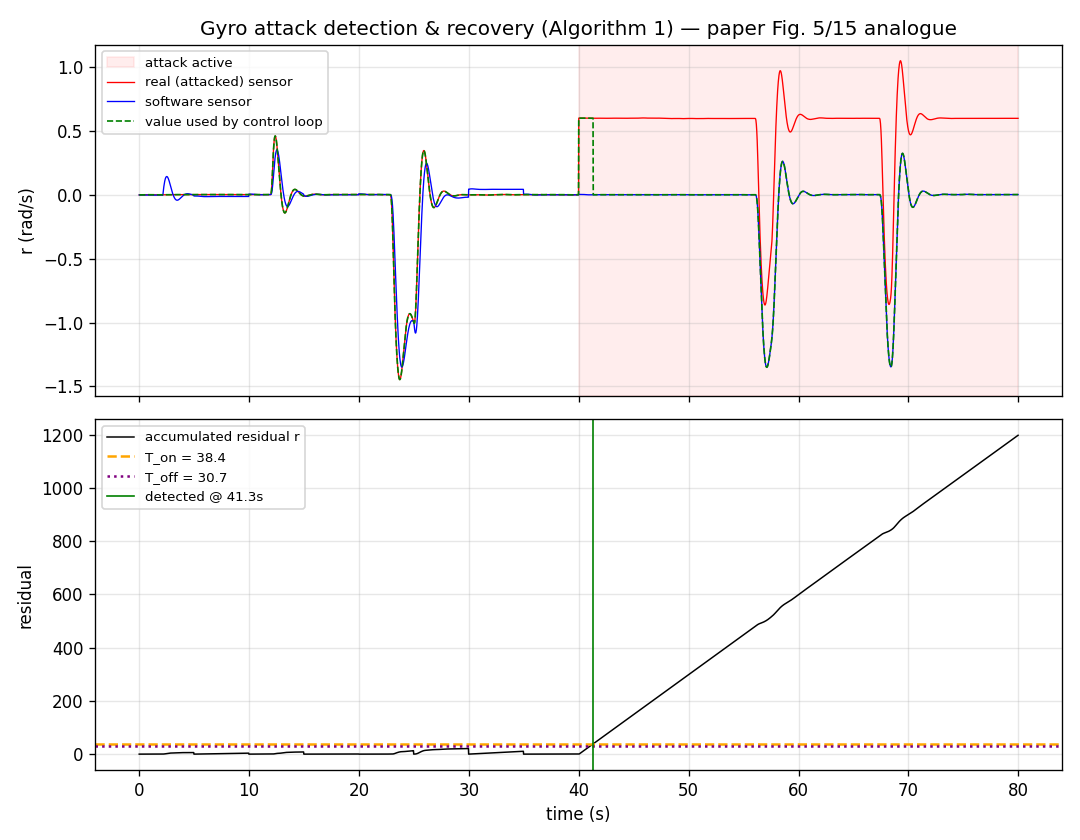 Gyro attack detection & recovery (Algorithm 1) — paper Fig. 5/15 analogue
attack active
real (attacked) sensor
software sensor
value used by control loop
r (rad/s)
1.0
0.5
0.0
−0.5
−1.0
−1.5
accumulated residual r
T_on = 38.4
T_off = 30.7
detected @ 41.3s
residual
1200
1000
800
600
400
200
0
0 10 20 30 40 50 60 70 80
time (s)